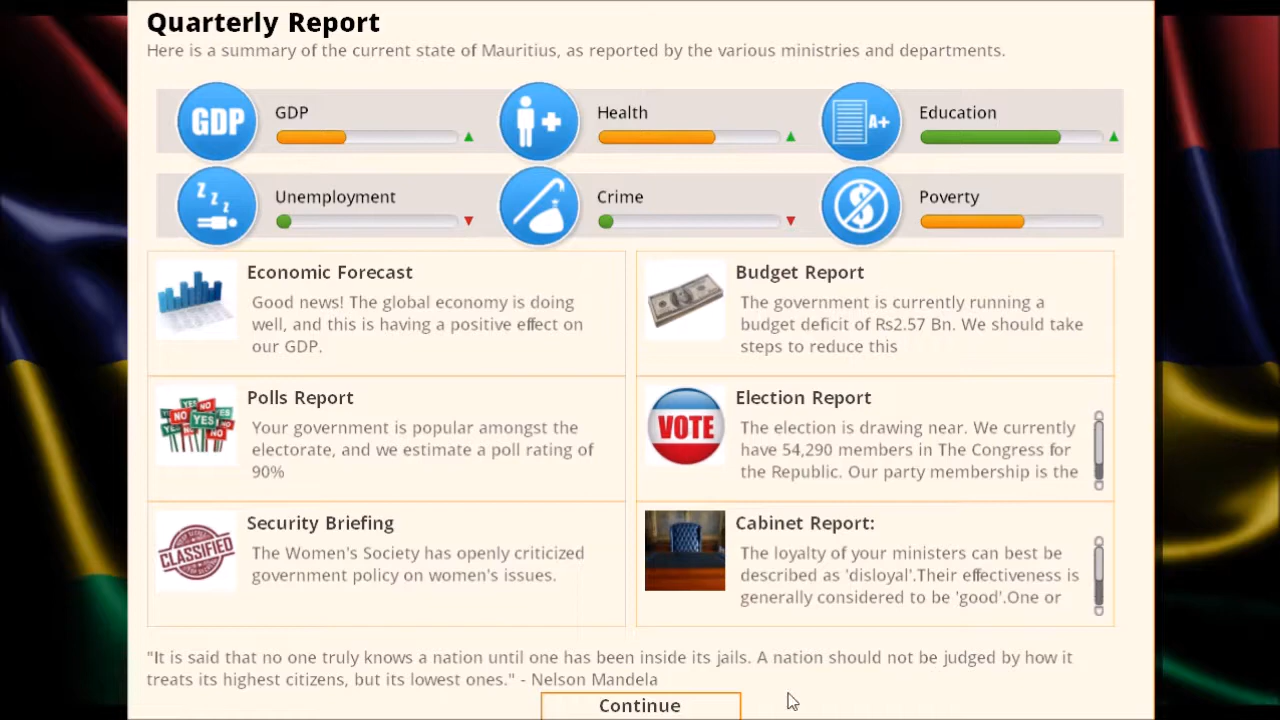 Quarterly Report
Here is a summary of the current state of Mauritius, as reported by the various ministries and departments.
GDP
GDP
Health
A+
Education
Z Z Z
Unemployment
Crime
$
Poverty
Economic Forecast
Good news! The global economy is doing
well, and this is having a positive effect on
our GDP.
Budget Report
The government is currently running a
budget deficit of Rs2.57 Bn. We should take
steps to reduce this
YES
NO
NO
YES
NO
Polls Report
Your government is popular amongst the
electorate, and we estimate a poll rating of
90%
VOTE
Election Report
The election is drawing near. We currently
have 54,290 members in The Congress for
the Republic. Our party membership is the
CLASSIFIED
Security Briefing
The Women's Society has openly criticized
government policy on women's issues.
Cabinet Report:
The loyalty of your ministers can best be
described as 'disloyal'.Their effectiveness is
generally considered to be 'good'.One or
"It is said that no one truly knows a nation until one has been inside its jails. A nation should not be judged by how it
treats its highest citizens, but its lowest ones." - Nelson Mandela
Continue